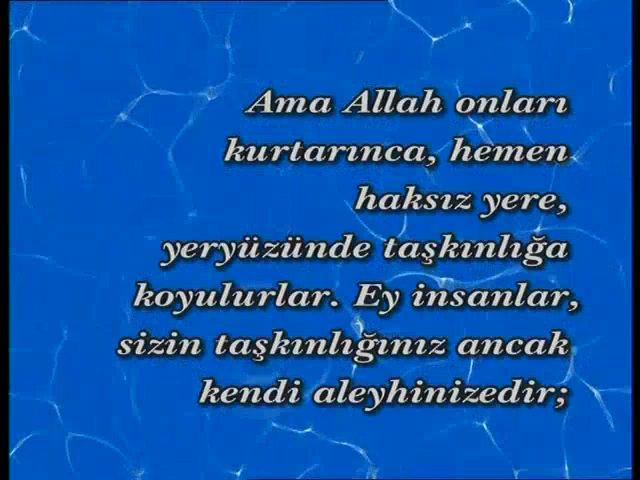 Ama Allah onları
kurtarınca, hemen
haksız yere,
yeryüzünde taşkınlığa
koyulurlar. Ey insanlar,
sizin taşkınlığınız ancak
kendi aleyhinizedir;